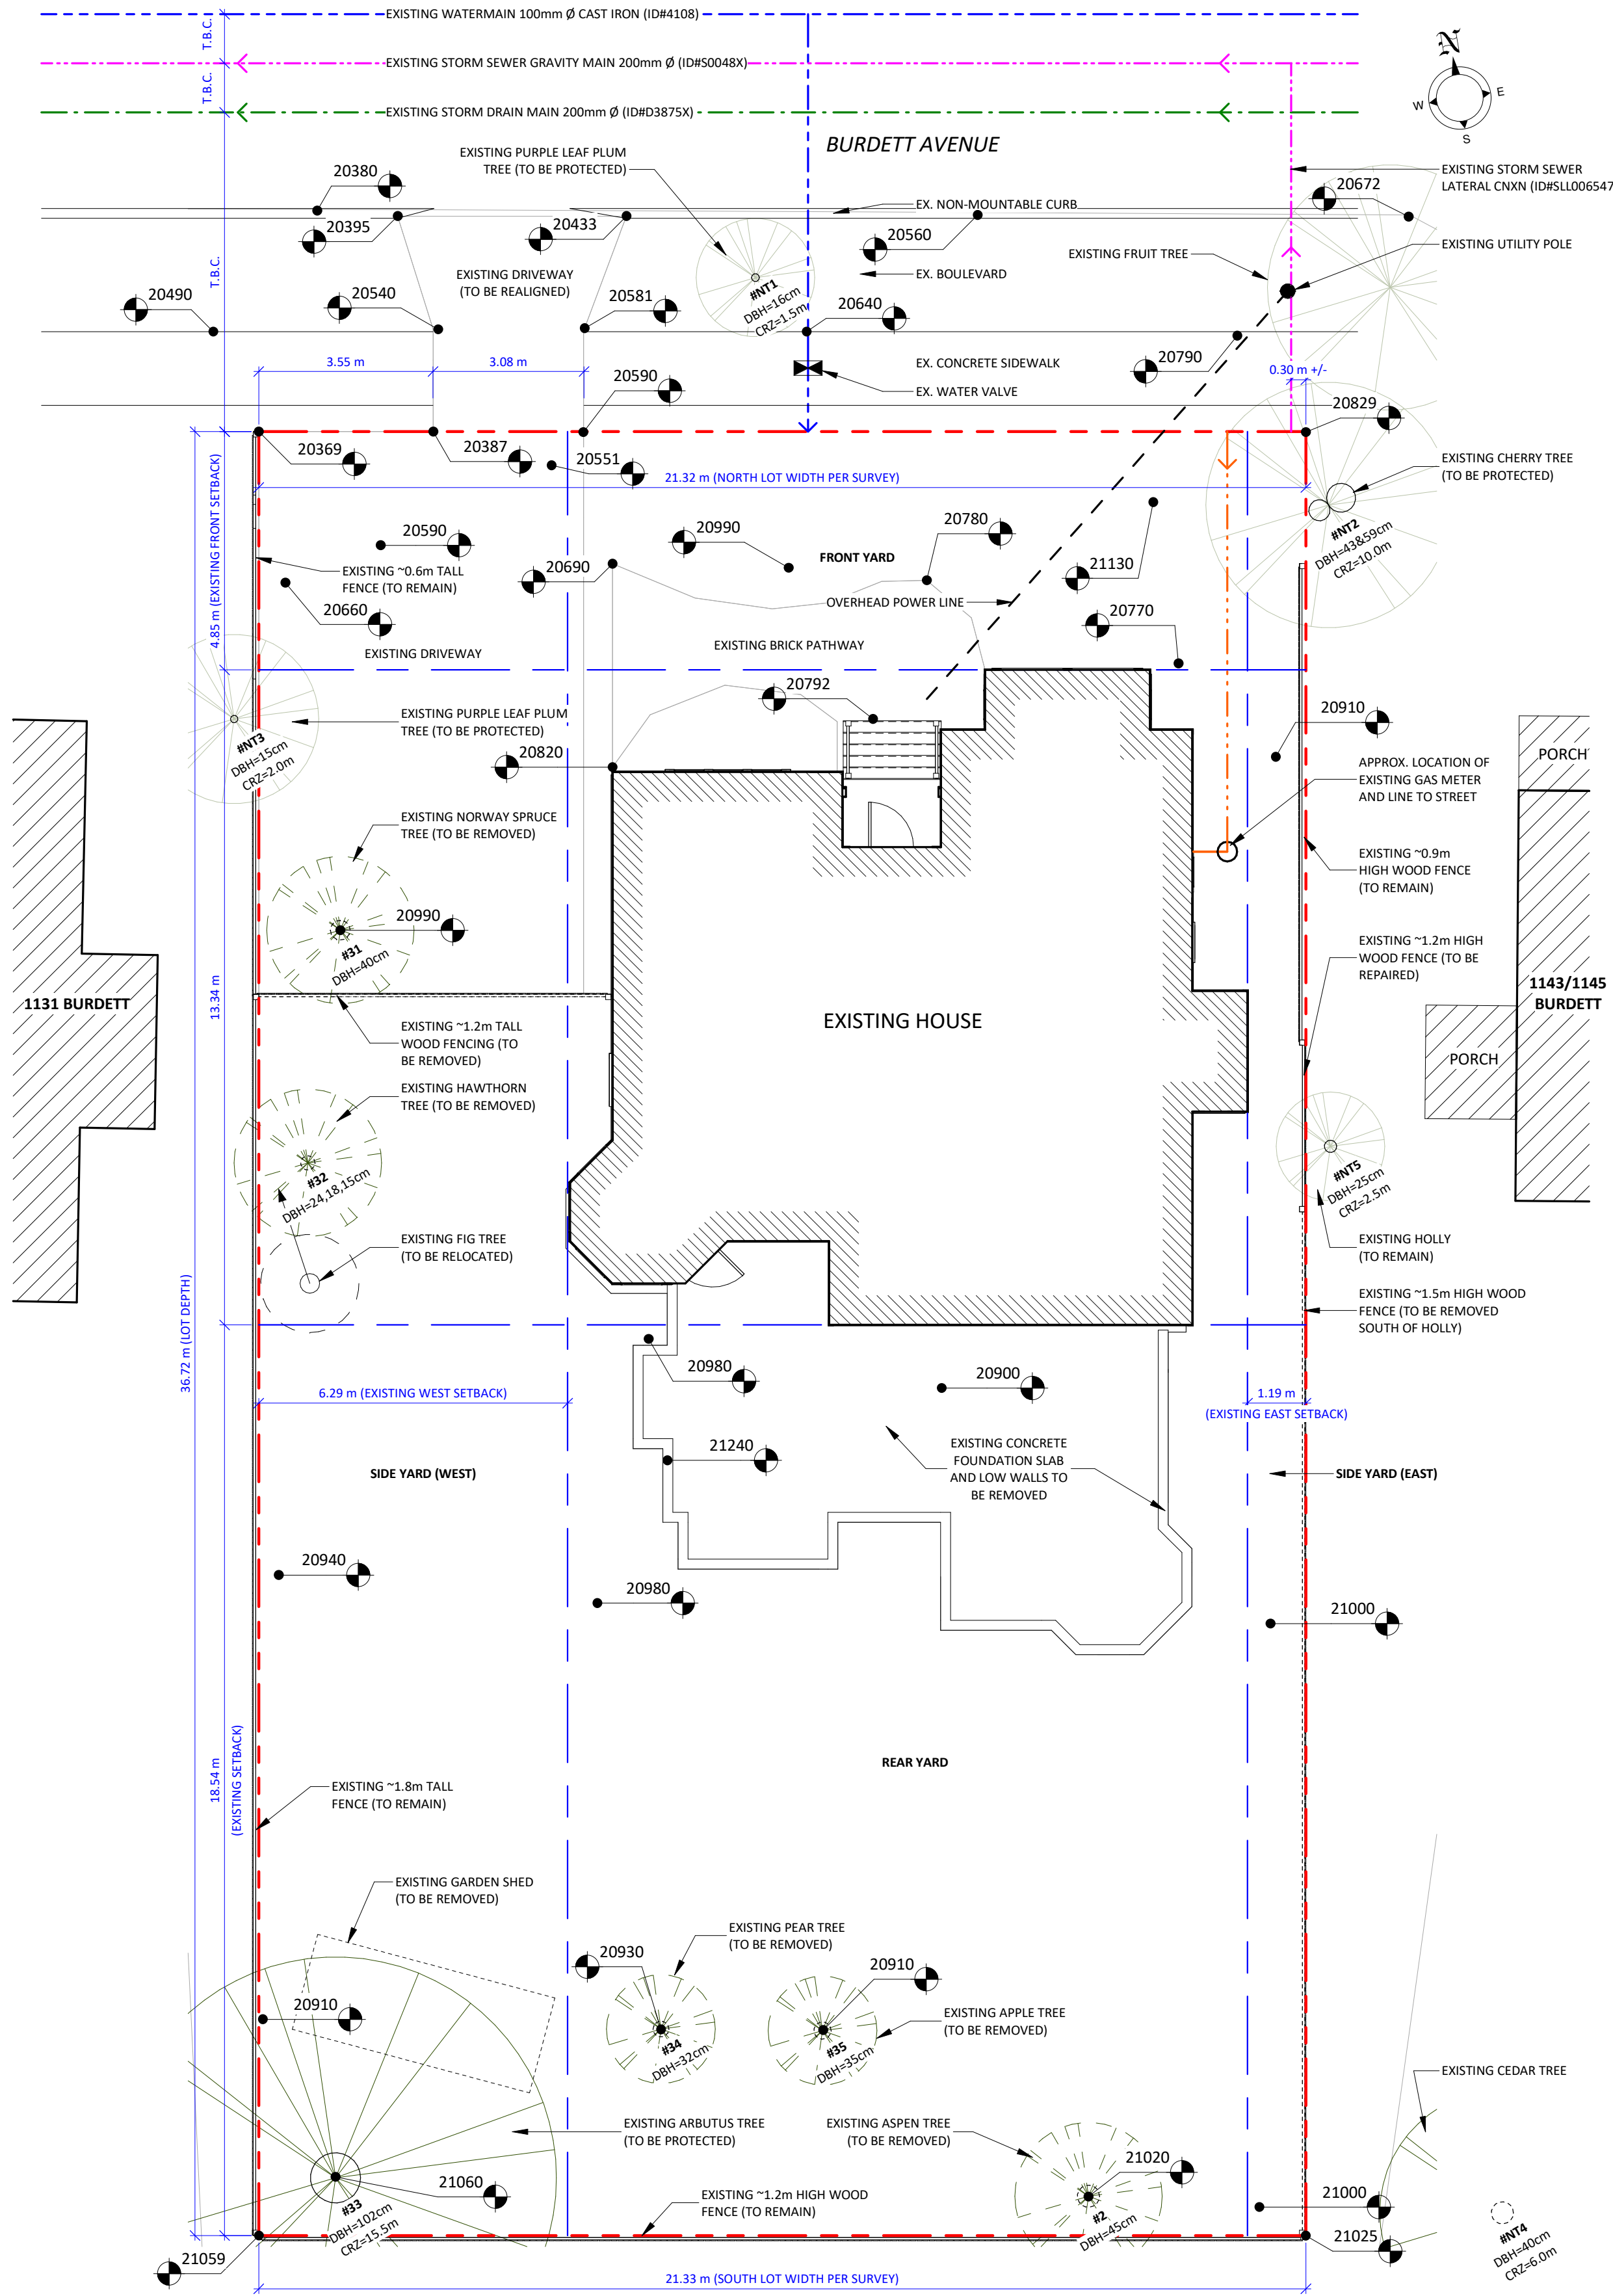 EXISTING WATERMAIN 100mm Ø CAST IRON (ID#4108)
T.B.C.
EXISTING STORM SEWER GRAVITY MAIN 200mm Ø (ID#S0048X)
T.B.C.
EXISTING STORM DRAIN MAIN 200mm Ø (ID#D3875X)
N
W
E
S
BURDETT AVENUE
EXISTING PURPLE LEAF PLUM
TREE (TO BE PROTECTED)
EXISTING STORM SEWER
LATERAL CNXN (ID#SLL006547
20380
20672
EX. NON-MOUNTABLE CURB
20395
20433
20560
EXISTING UTILITY POLE
EXISTING FRUIT TREE
T.B.C.
EXISTING DRIVEWAY
(TO BE REALIGNED)
EX. BOULEVARD
#NT1
DBH=16cm
CRZ=1.5m
20490
20540
20581
20640
3.55 m
3.08 m
EX. CONCRETE SIDEWALK
20790
0.30 m +/-
20590
EX. WATER VALVE
20829
20369
20387
20551
21.32 m (NORTH LOT WIDTH PER SURVEY)
EXISTING CHERRY TREE
(TO BE PROTECTED)
#NT2
DBH=43&59cm
CRZ=10.0m
4.85 m (EXISTING FRONT SETBACK)
20590
20990
20780
20690
FRONT YARD
EXISTING ~0.6m TALL
FENCE (TO REMAIN)
21130
20660
OVERHEAD POWER LINE
20770
EXISTING DRIVEWAY
EXISTING BRICK PATHWAY
20792
20910
EXISTING PURPLE LEAF PLUM
TREE (TO BE PROTECTED)
#NT3
DBH=15cm
CRZ=2.0m
20820
PORCH
APPROX. LOCATION OF
EXISTING GAS METER
AND LINE TO STREET
EXISTING NORWAY SPRUCE
TREE (TO BE REMOVED)
EXISTING ~0.9m
HIGH WOOD FENCE
(TO REMAIN)
20990
#31
DBH=40cm
EXISTING ~1.2m HIGH
WOOD FENCE (TO BE
REPAIRED)
1131 BURDETT
13.34 m
1143/1145
BURDETT
EXISTING HOUSE
EXISTING ~1.2m TALL
WOOD FENCING (TO
BE REMOVED)
PORCH
EXISTING HAWTHORN
TREE (TO BE REMOVED)
#32
DBH=24,18,15cm
#NT5
DBH=25cm
CRZ=2.5m
EXISTING FIG TREE
(TO BE RELOCATED)
EXISTING HOLLY
(TO REMAIN)
EXISTING ~1.5m HIGH WOOD
FENCE (TO BE REMOVED
SOUTH OF HOLLY)
36.72 m (LOT DEPTH)
20980
20900
6.29 m (EXISTING WEST SETBACK)
1.19 m
(EXISTING EAST SETBACK)
21240
EXISTING CONCRETE
FOUNDATION SLAB
AND LOW WALLS TO
BE REMOVED
SIDE YARD (WEST)
SIDE YARD (EAST)
20940
20980
21000
18.54 m
(EXISTING SETBACK)
REAR YARD
EXISTING ~1.8m TALL
FENCE (TO REMAIN)
EXISTING GARDEN SHED
(TO BE REMOVED)
EXISTING PEAR TREE
(TO BE REMOVED)
20930
20910
20910
EXISTING APPLE TREE
(TO BE REMOVED)
#34
DBH=32cm
#35
DBH=35cm
EXISTING CEDAR TREE
EXISTING ARBUTUS TREE
(TO BE PROTECTED)
EXISTING ASPEN TREE
(TO BE REMOVED)
21020
21060
#33
DBH=102cm
CRZ=15.5m
EXISTING ~1.2m HIGH WOOD
FENCE (TO REMAIN)
#2
DBH=45cm
21000
21025
#NT4
DBH=40cm
CRZ=6.0m
21059
21.33 m (SOUTH LOT WIDTH PER SURVEY)